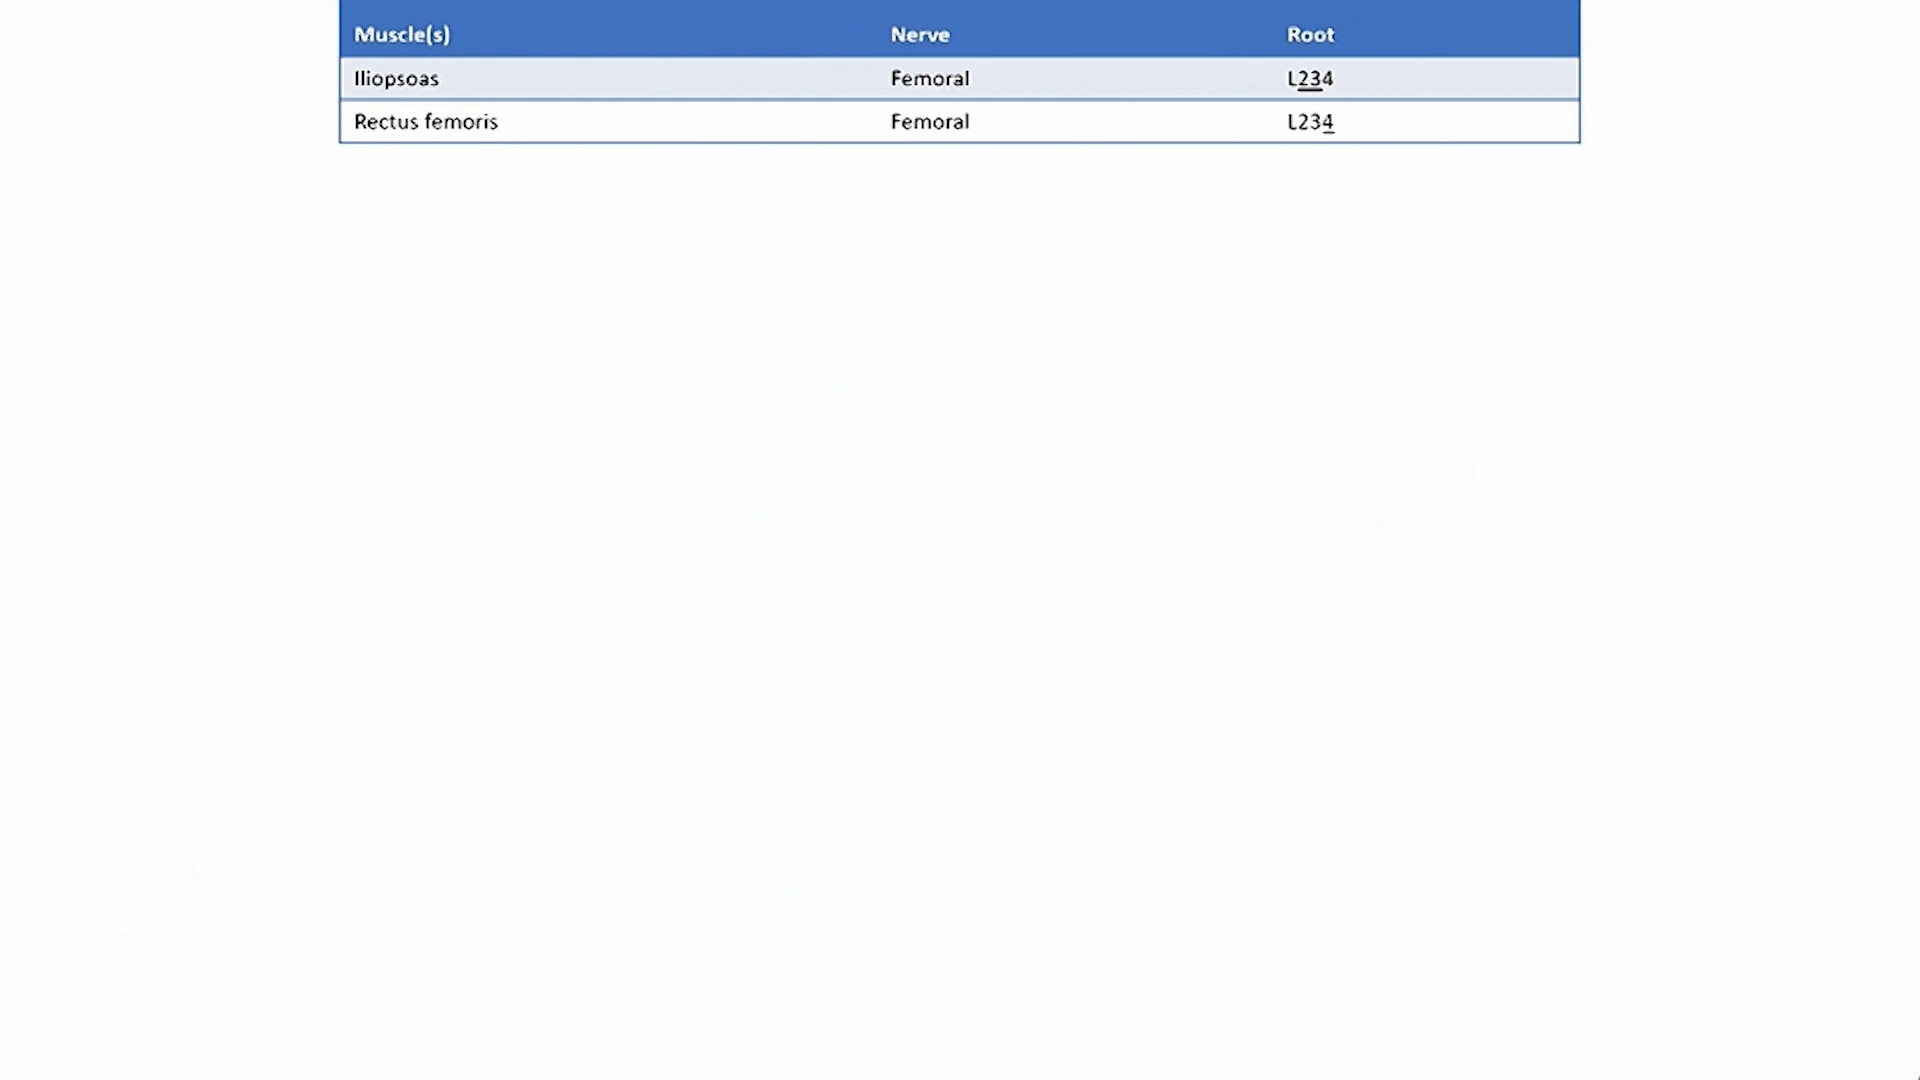 Muscle(s) Nerve Root
Iliopsoas Femoral L234
Rectus femoris Femoral L234